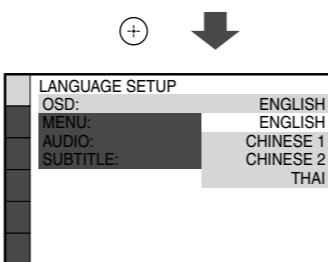 LANGUAGE SETUP
OSD: ENGLISH
MENU: ENGLISH
AUDIO: CHINESE 1
SUBTITLE: CHINESE 2
THAI